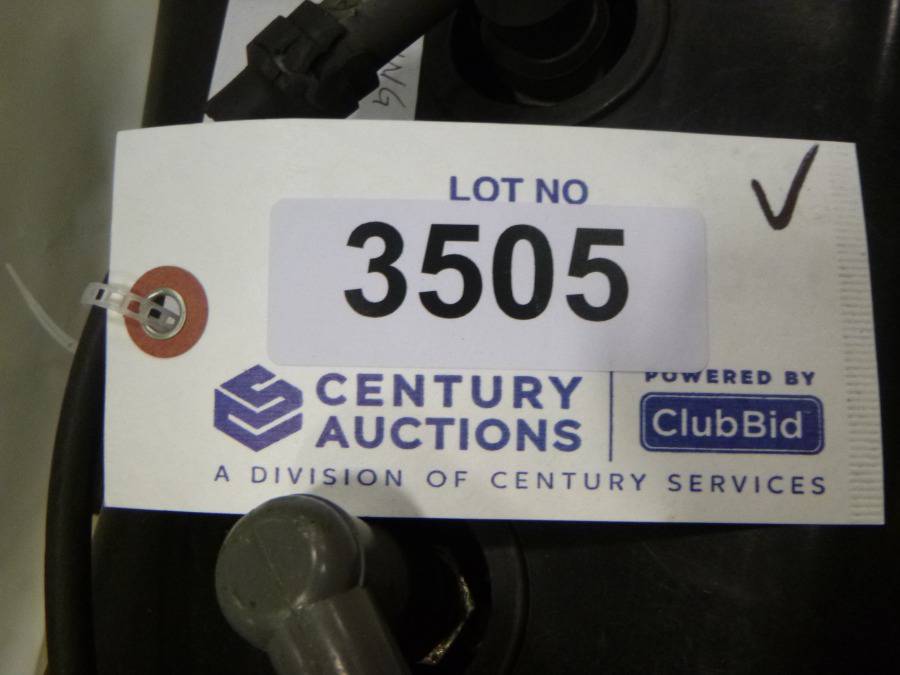 LOT NO
3505
CENTURY
AUCTIONS
POWERED BY
ClubBid
A DIVISION OF CENTURY SERVICES